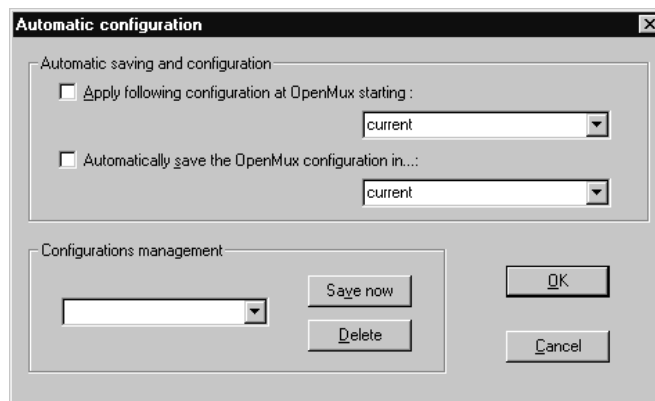 Automatic configuration
Automatic saving and configuration
Apply following configuration at OpenMux starting :
current
Automatically save the OpenMux configuration in...:
current
Configurations management
Save now
Delete
OK
Cancel